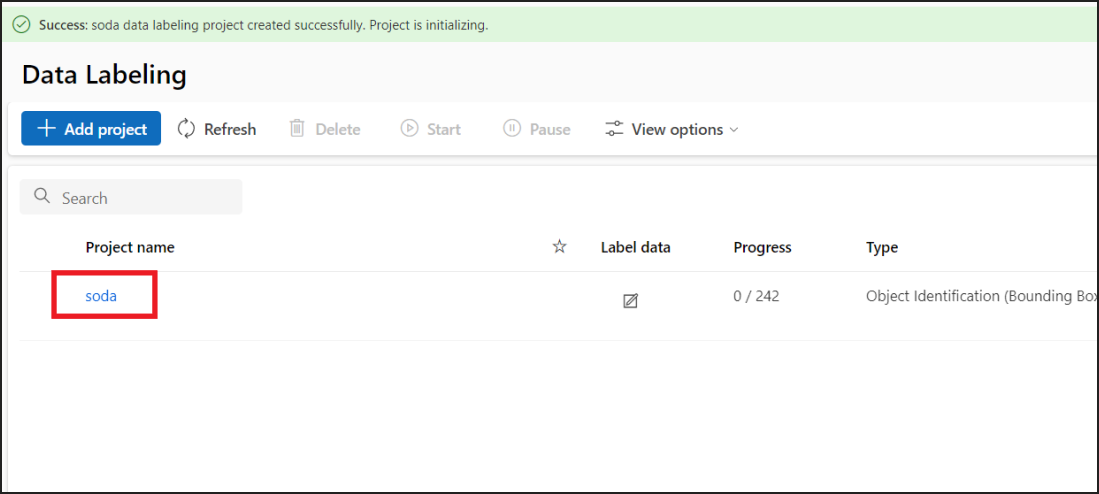 Success: soda data labeling project created successfully. Project is initializing.
Data Labeling
Add project Refresh Delete Start Pause View options
Search
Project name Label data Progress Type
soda 0 / 242 Object Identification (Bounding Box